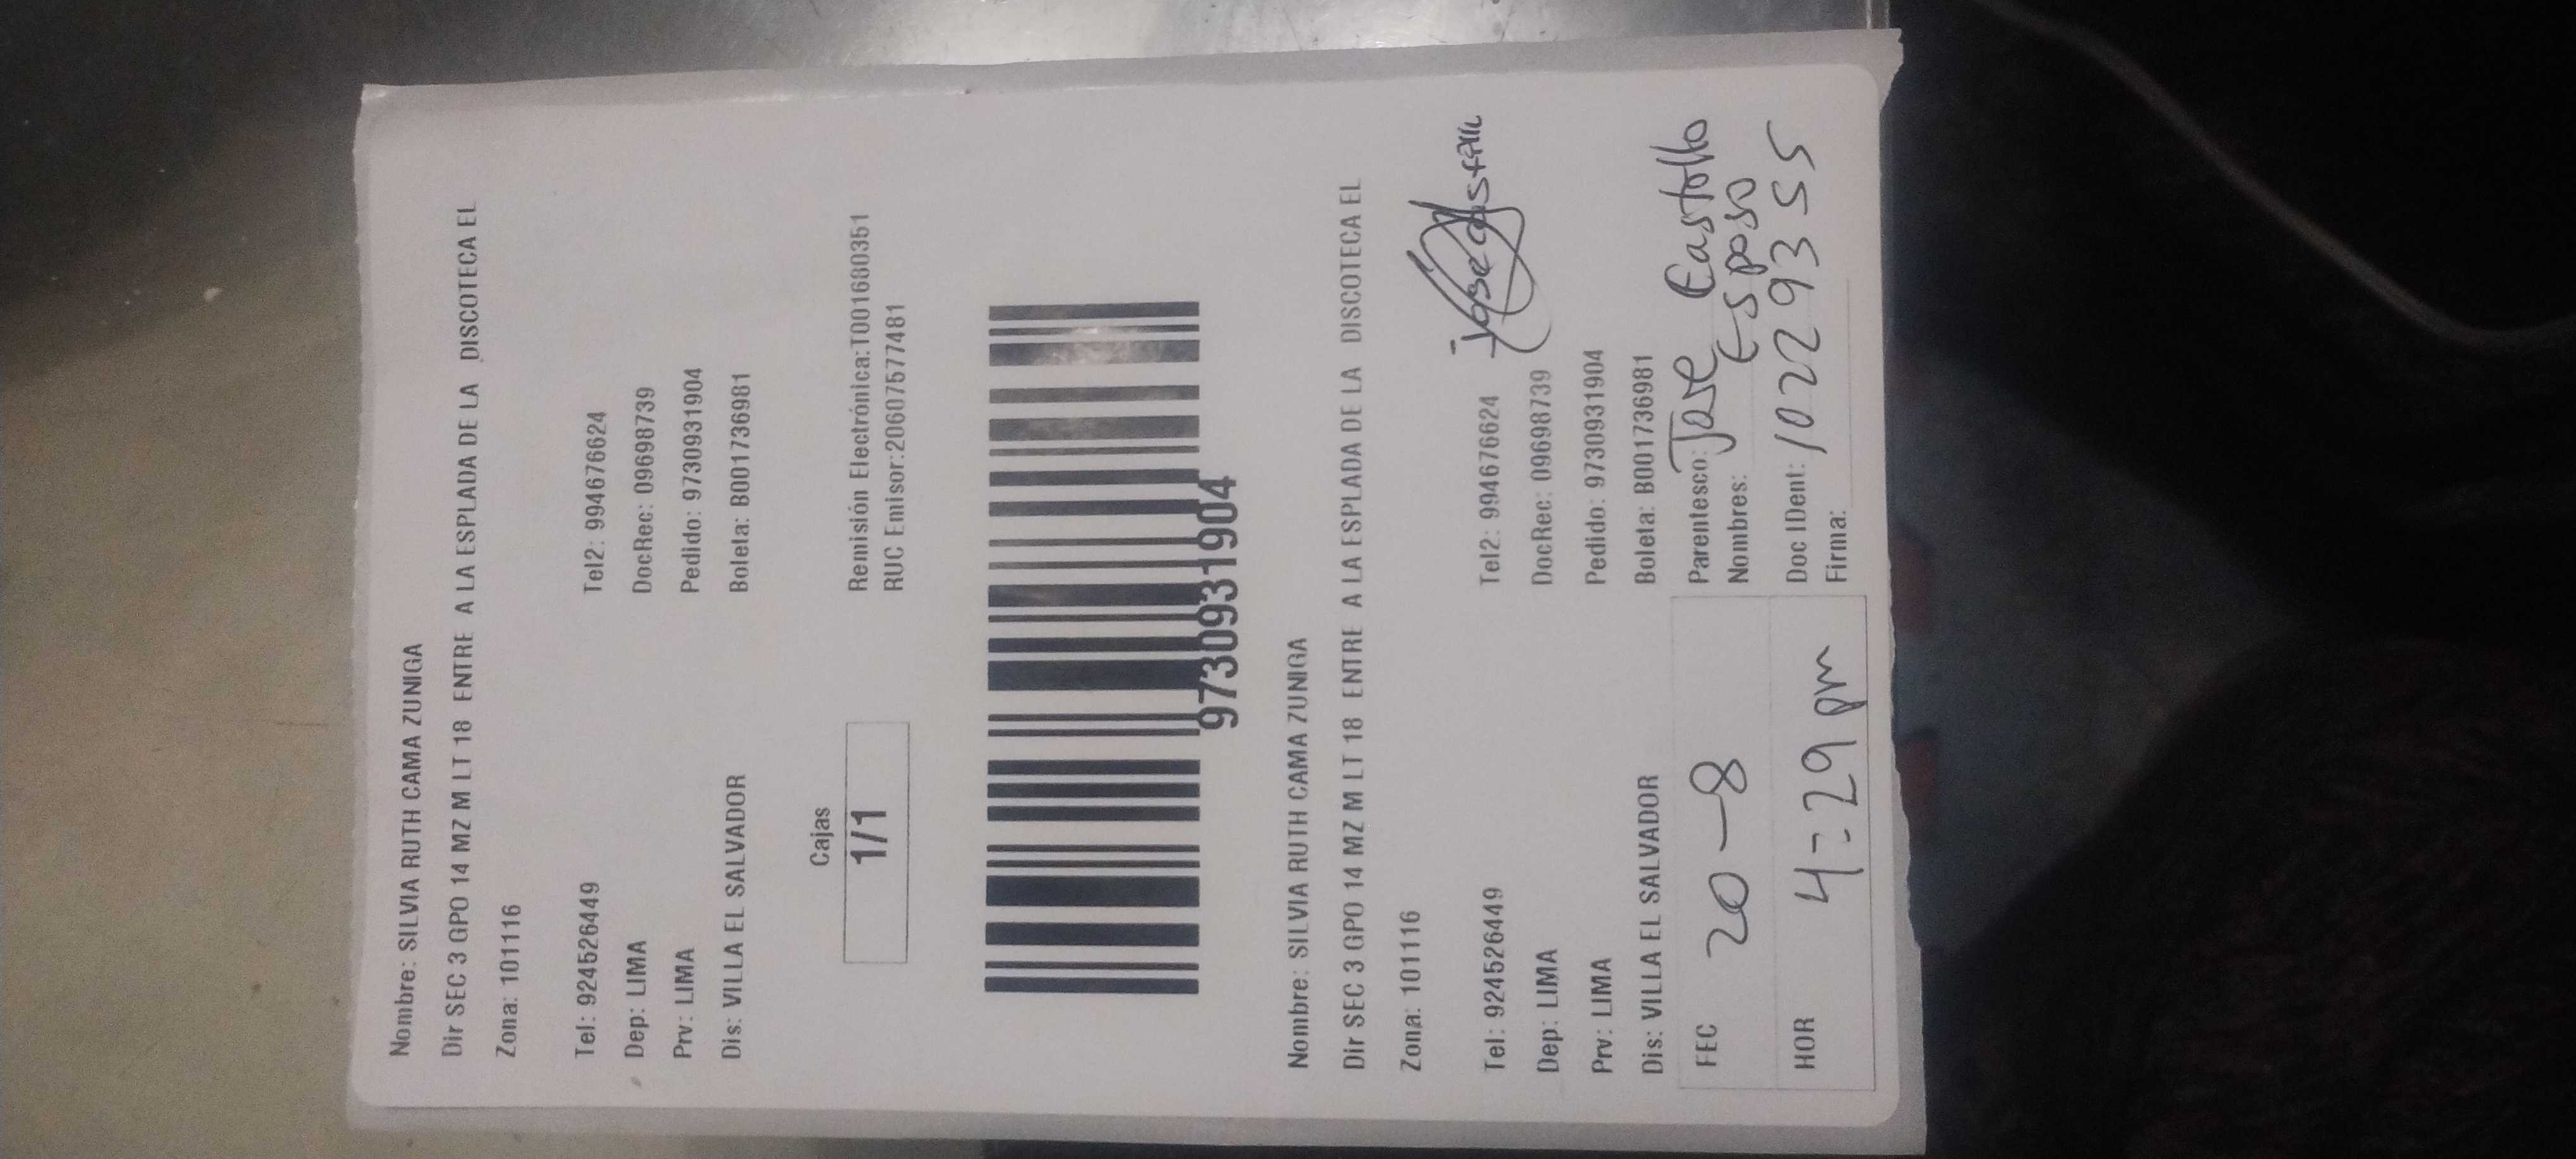 Nombre: SILVIA RUTH CAMA ZUNIGA
Dir SEC 3 GPO 14 MZ M LT 18 ENTRE A LA ESPLADA DE LA DISCOTECA EL
Zona: 101116
Tel: 924526449 Tel2: 994676624
Dep: LIMA DocRec: 09698739
Prv: LIMA Pedido: 9730931904
Dis: VILLA EL SALVADOR Boleta: B001736981
Cajas
1/1
Remisión Electrónica:T001680351
RUC Emisor:20607577481
9730931904
Nombre: SILVIA RUTH CAMA ZUNIGA
Dir SEC 3 GPO 14 MZ M LT 18 ENTRE A LA ESPLADA DE LA DISCOTECA EL
Zona: 101116
Tel: 924526449 Tel2: 994676624
Dep: LIMA DocRec: 09698739
Prv: LIMA Pedido: 9730931904
Dis: VILLA EL SALVADOR Boleta: B001736981
FEC 20-8
Parentesco: Jose Castillo
Nombres: Esposo
HOR 4:29 pm
Doc IDent: 10229355
Firma: